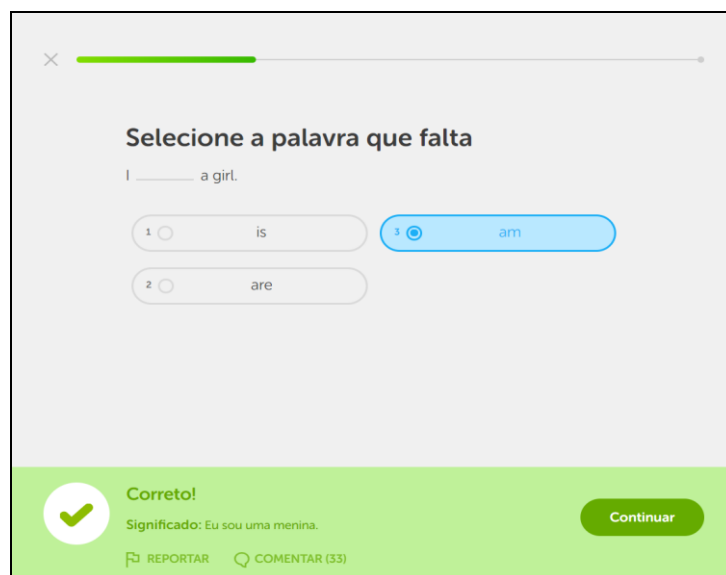 Selecione a palavra que falta
I ______ a girl.
1 is
3 am
2 are
Correto!
Significado: Eu sou uma menina.
Continuar
REPORTAR COMENTAR (33)